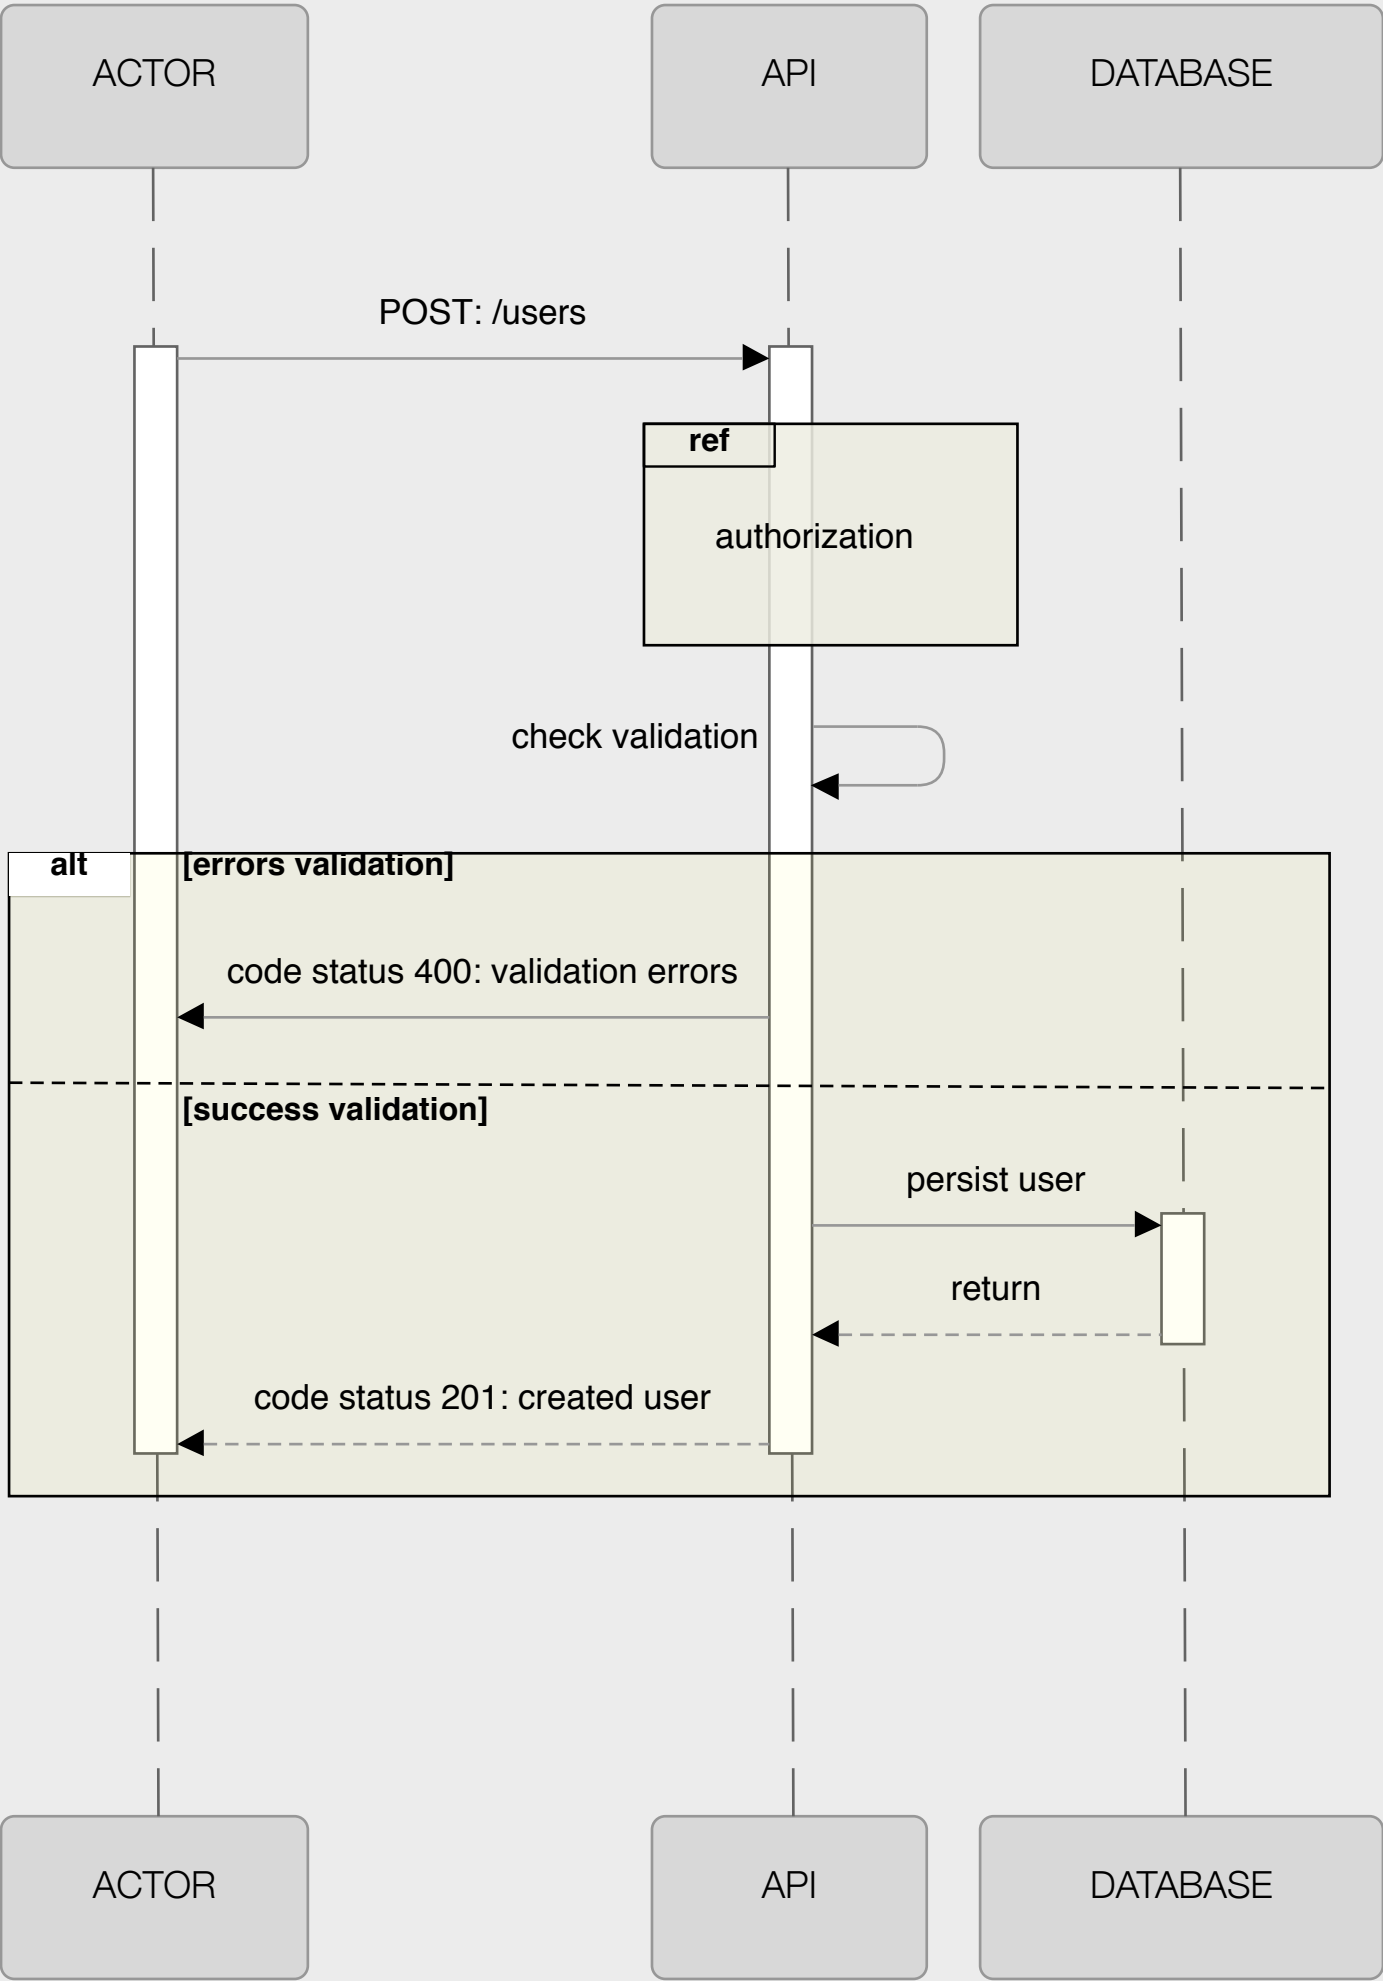 ACTOR
API
DATABASE
POST: /users
ref
authorization
check validation
alt
[errors validation]
code status 400: validation errors
[success validation]
persist user
return
code status 201: created user
ACTOR
API
DATABASE